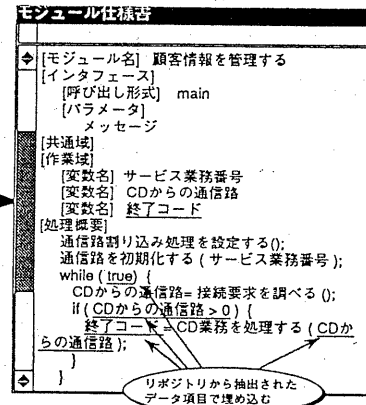 モジュール仕様書
[モジュール名] 顧客情報を管理する
[インタフェース]
[呼び出し形式] main
[パラメータ]
メッセージ
[共通域]
[作業域]
[変数名] サービス業務番号
[変数名] CDからの通信路
[変数名] 終了コード
[処理概要]
通信路割り込み処理を設定する();
通信路を初期化する ( サービス業務番号 );
while ( true) {
CDからの通信路= 接続要求を調べる ();
if ( CDからの通信路 > 0 ) {
終了コード = CD業務を処理する ( CDか
らの通信路 );
}
}
リポジトリから抽出された
データ項目で埋め込む